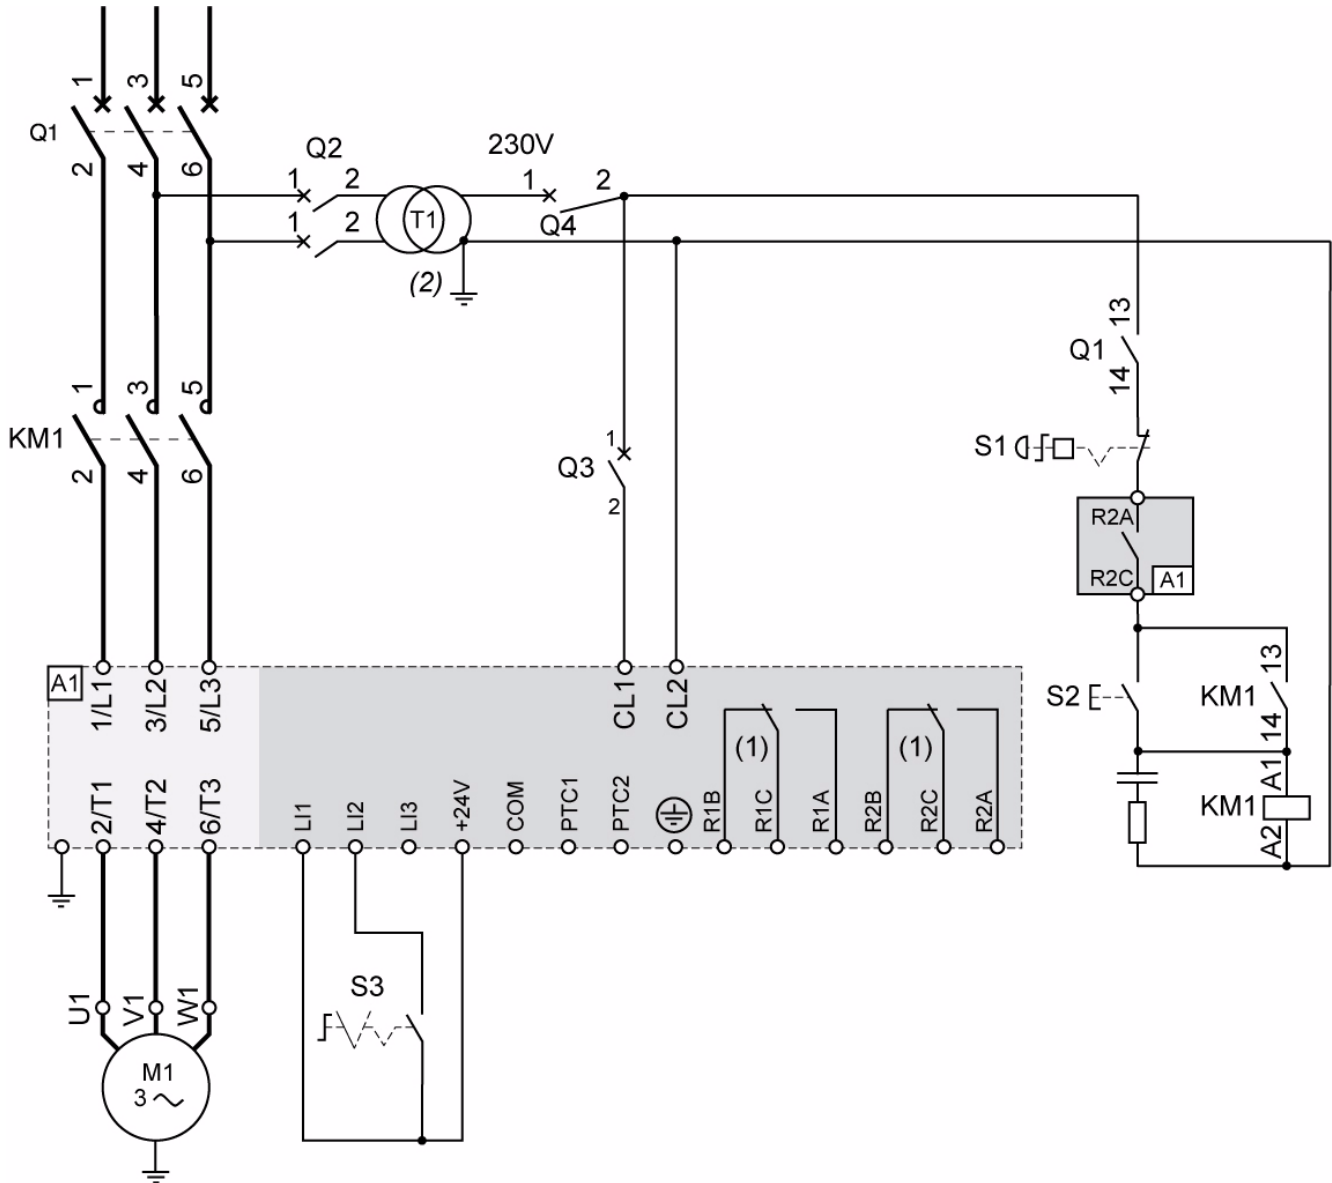 1
3
5
Q1
2
4
6
Q2
230V
1
2
1
2
1
2
T1
Q4
(2)
13
Q1
14
1
3
5
KM1
2
4
6
1
Q3
2
S1
R2A
R2C
A1
A1
1/L1
3/L2
5/L3
CL1
CL2
13
S2
KM1
14
(1)
(1)
2/T1
4/T2
6/T3
LI1
LI2
LI3
+24V
COM
PTC1
PTC2
R1B
R1C
R1A
R2B
R2C
R2A
A1
KM1
A2
S3
U1
V1
W1
M1
3